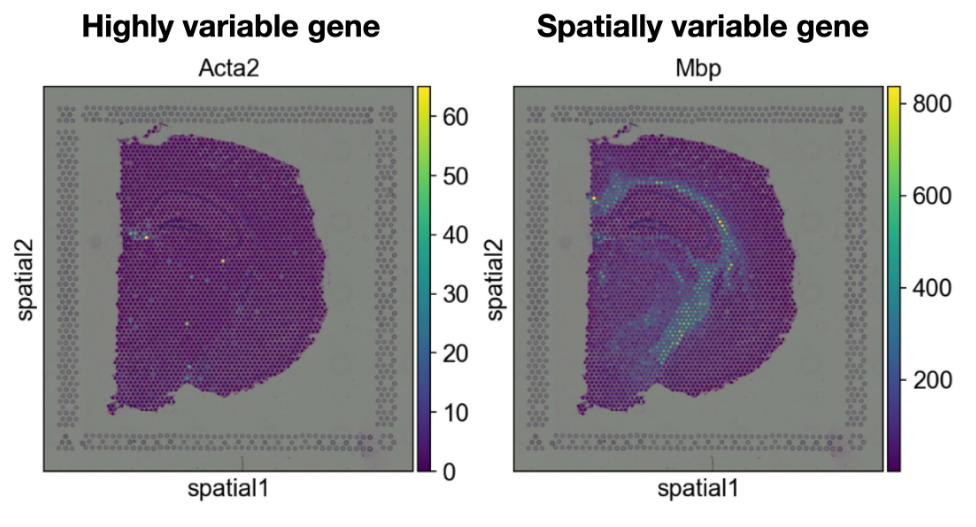 Highly variable gene
Acta2
60
50
40
30
20
10
0
spatial2
spatial1
Spatially variable gene
Mbp
800
600
400
200
spatial2
spatial1